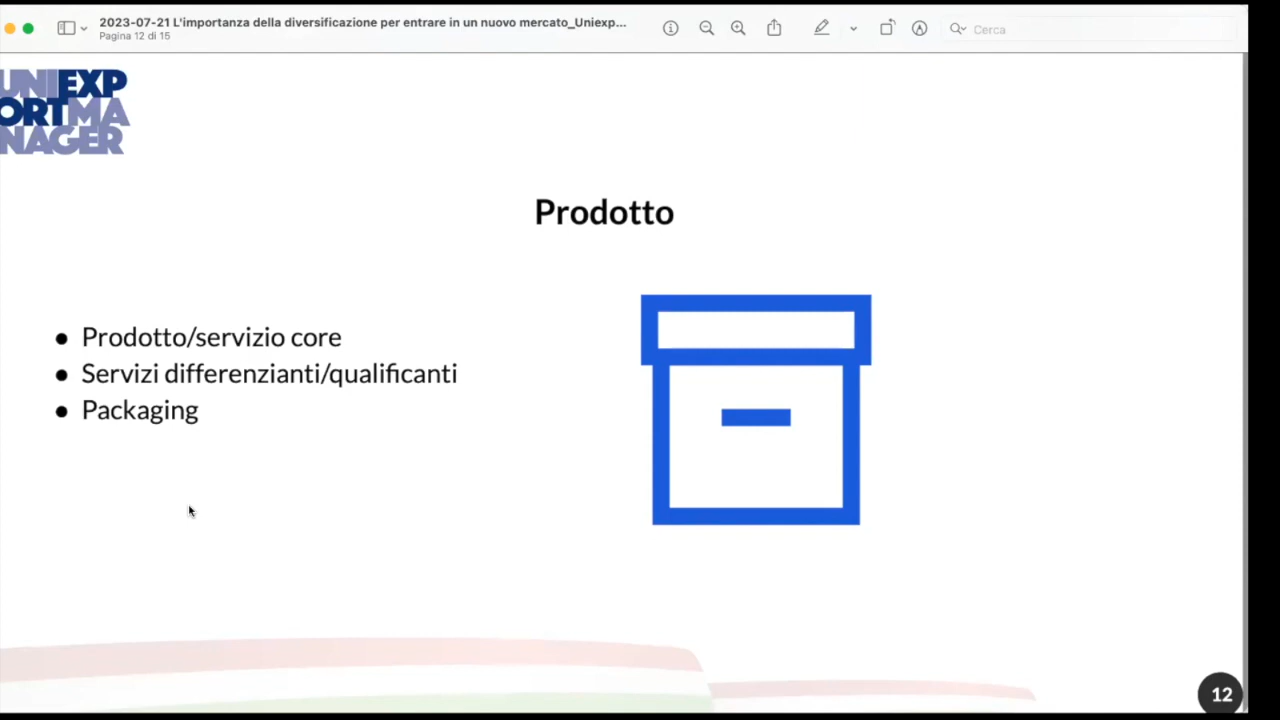 2023-07-21 L'importanza della diversificazione per entrare in un nuovo mercato_Uniexp...
Pagina 12 di 15
Cerca
UNIEXP
ORTMA
NAGER
Prodotto
● Prodotto/servizio core
● Servizi differenzianti/qualificanti
● Packaging
12